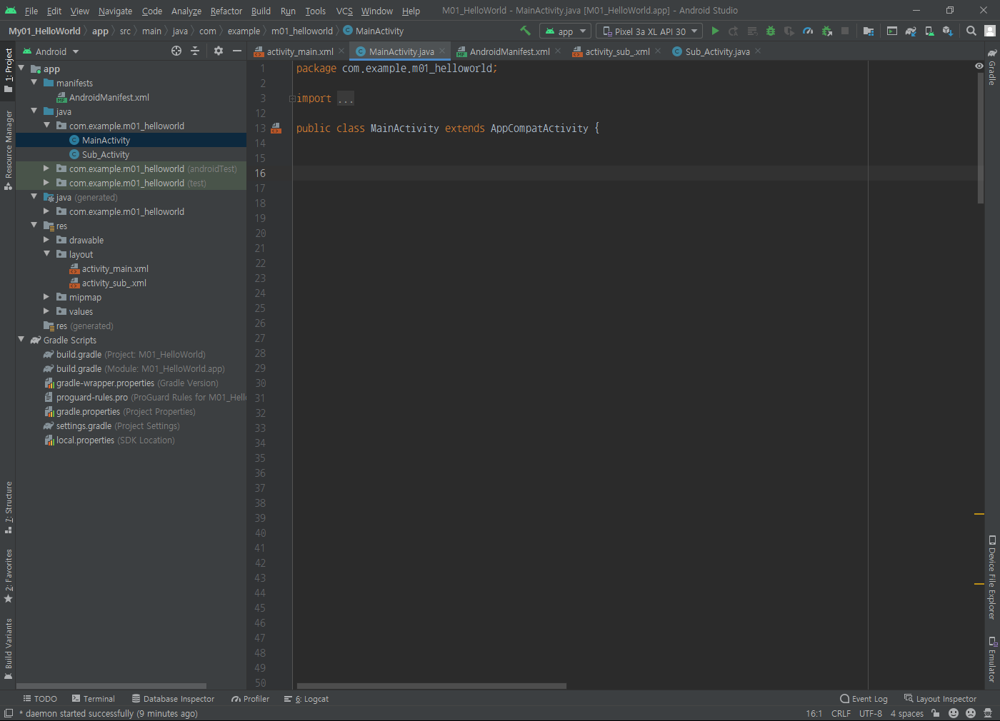 File Edit View Navigate Code Analyze Refactor Build Run Tools VCS Window Help M01_HelloWorld - MainActivity.java [M01_HelloWorld.app] - Android Studio
My01_HelloWorld app src main java com example m01_helloworld MainActivity app Pixel 3a XL API 30
Android activity_main.xml MainActivity.java AndroidManifest.xml activity_sub_.xml Sub_Activity.java
1: Project
Resource Manager
7: Structure
2: Favorites
Build Variants
app
manifests
AndroidManifest.xml
java
com.example.m01_helloworld
MainActivity
Sub_Activity
com.example.m01_helloworld (androidTest)
com.example.m01_helloworld (test)
java (generated)
com.example.m01_helloworld
res
drawable
layout
activity_main.xml
activity_sub_.xml
mipmap
values
res (generated)
Gradle Scripts
build.gradle (Project: M01_HelloWorld)
build.gradle (Module: M01_HelloWorld.app)
gradle-wrapper.properties (Gradle Version)
proguard-rules.pro (ProGuard Rules for M01_Hell
gradle.properties (Project Properties)
settings.gradle (Project Settings)
local.properties (SDK Location)
1 package com.example.m01_helloworld;
2
3 import ...
12
13 public class MainActivity extends AppCompatActivity {
14
15
16
17
18
19
20
21
22
23
24
25
26
27
28
29
30
31
32
33
34
35
36
37
38
39
40
41
42
43
44
45
46
47
48
49
50
Gradle
Device File Explorer
Emulator
TODO Terminal Database Inspector Profiler 6: Logcat Event Log Layout Inspector
* daemon started successfully (9 minutes ago) 16:1 CRLF UTF-8 4 spaces